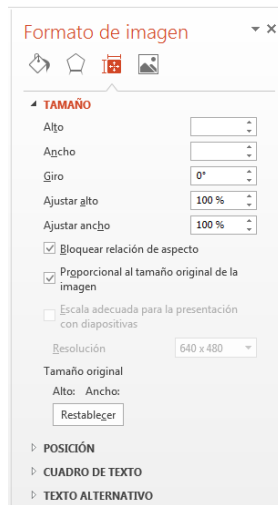 Formato de imagen
TAMAÑO
Alto
Ancho
Giro 0°
Ajustar alto 100 %
Ajustar ancho 100 %
Bloquear relación de aspecto
Proporcional al tamaño original de la
imagen
Escala adecuada para la presentación
con diapositivas
Resolución 640 x 480
Tamaño original
Alto: Ancho:
Restablecer
POSICIÓN
CUADRO DE TEXTO
TEXTO ALTERNATIVO